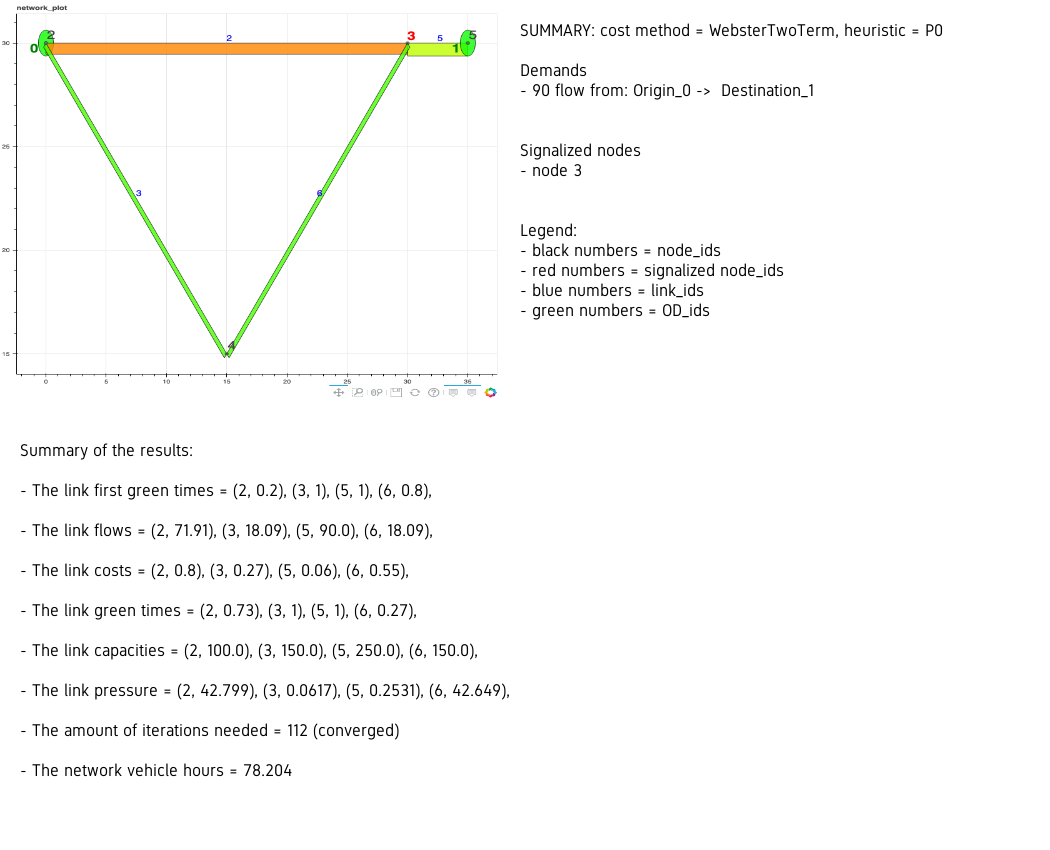 network_plot
2
3
5
0
1
2
5
3
6
4
30
25
20
15
0
5
10
15
20
25
30
35
SUMMARY: cost method = WebsterTwoTerm, heuristic = P0
Demands
- 90 flow from: Origin_0 -> Destination_1
Signalized nodes
- node 3
Legend:
- black numbers = node_ids
- red numbers = signalized node_ids
- blue numbers = link_ids
- green numbers = OD_ids
Summary of the results:
- The link first green times = (2, 0.2), (3, 1), (5, 1), (6, 0.8),
- The link flows = (2, 71.91), (3, 18.09), (5, 90.0), (6, 18.09),
- The link costs = (2, 0.8), (3, 0.27), (5, 0.06), (6, 0.55),
- The link green times = (2, 0.73), (3, 1), (5, 1), (6, 0.27),
- The link capacities = (2, 100.0), (3, 150.0), (5, 250.0), (6, 150.0),
- The link pressure = (2, 42.799), (3, 0.0617), (5, 0.2531), (6, 42.649),
- The amount of iterations needed = 112 (converged)
- The network vehicle hours = 78.204